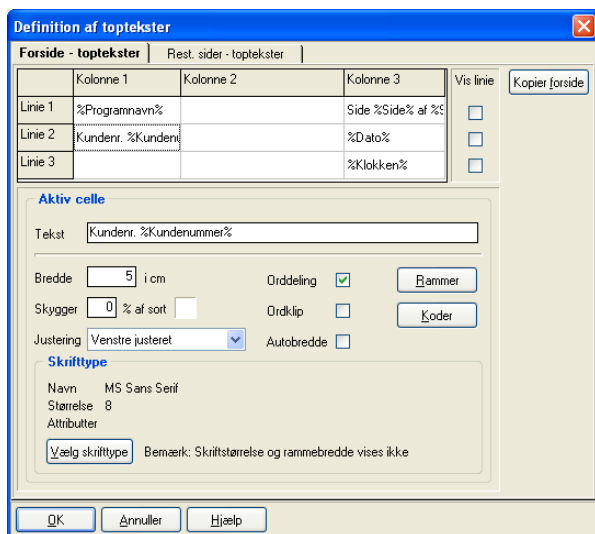 Definition af toptekster
Forside - toptekster Rest. sider - toptekster
Kolonne 1 Kolonne 2 Kolonne 3 Vis linie Kopier forside
Linie 1 %Programnavn% Side %Side% af %S
Linie 2 Kundenr. %Kunden %Dato%
Linie 3 %Klokken%
Aktiv celle
Tekst Kundenr. %Kundenummer%
Bredde 5 i cm Orddeling Rammer
Skygger 0 % af sort Ordklip Koder
Justering Venstre justeret Autobredde
Skrifttype
Navn MS Sans Serif
Størrelse 8
Attributter
Vælg skrifttype Bemærk: Skriftstørrelse og rammebredde vises ikke
OK Annuller Hjælp